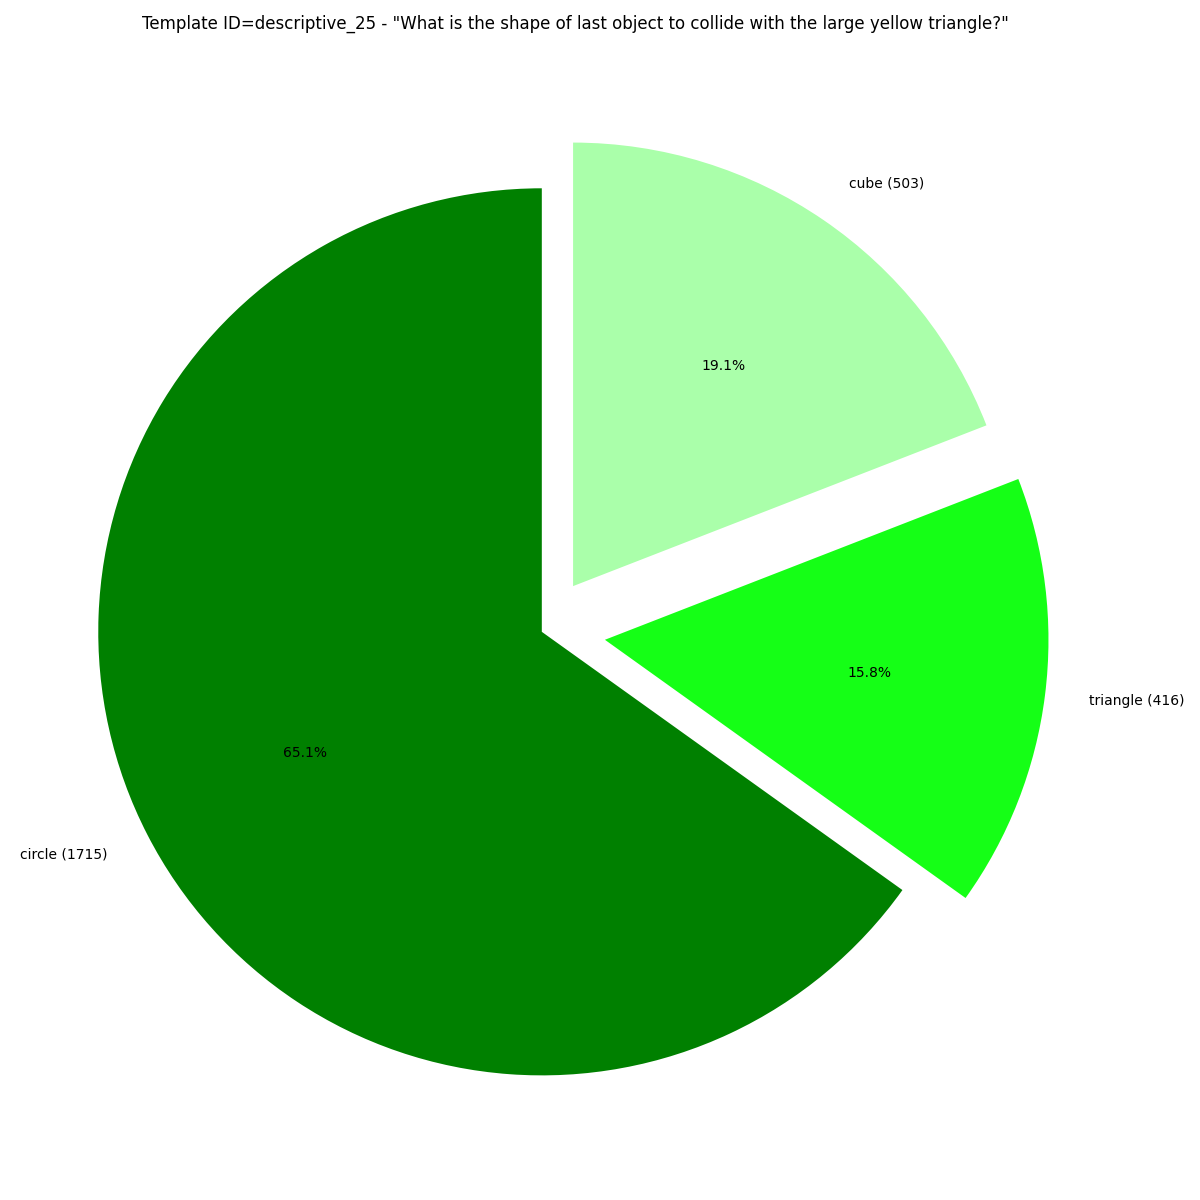 Template ID=descriptive_25 - "What is the shape of last object to collide with the large yellow triangle?"
cube (503)
19.1%
15.8%
triangle (416)
65.1%
circle (1715)